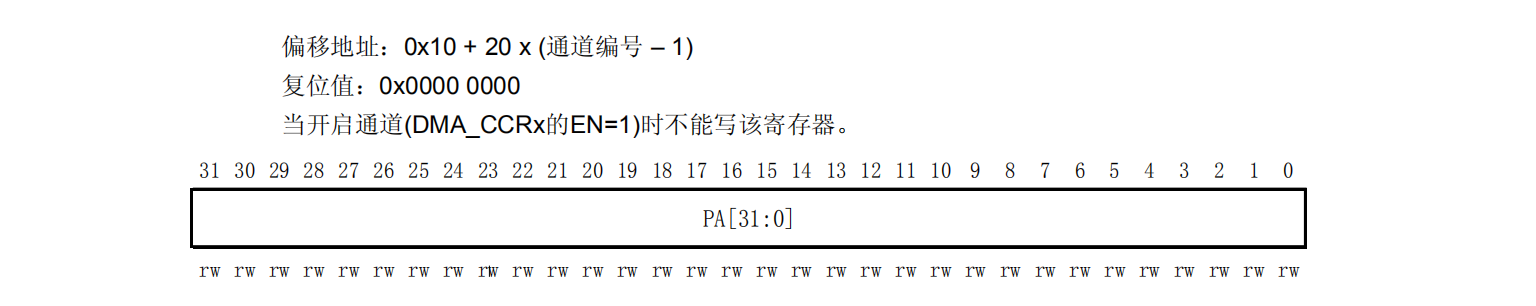 偏移地址：0x10 + 20 x (通道编号 – 1)
复位值：0x0000 0000
当开启通道(DMA_CCRx的EN=1)时不能写该寄存器。
31 30 29 28 27 26 25 24 23 22 21 20 19 18 17 16 15 14 13 12 11 10 9 8 7 6 5 4 3 2 1 0
PA[31:0]
rw rw rw rw rw rw rw rw rw rw rw rw rw rw rw rw rw rw rw rw rw rw rw rw rw rw rw rw rw rw rw rw